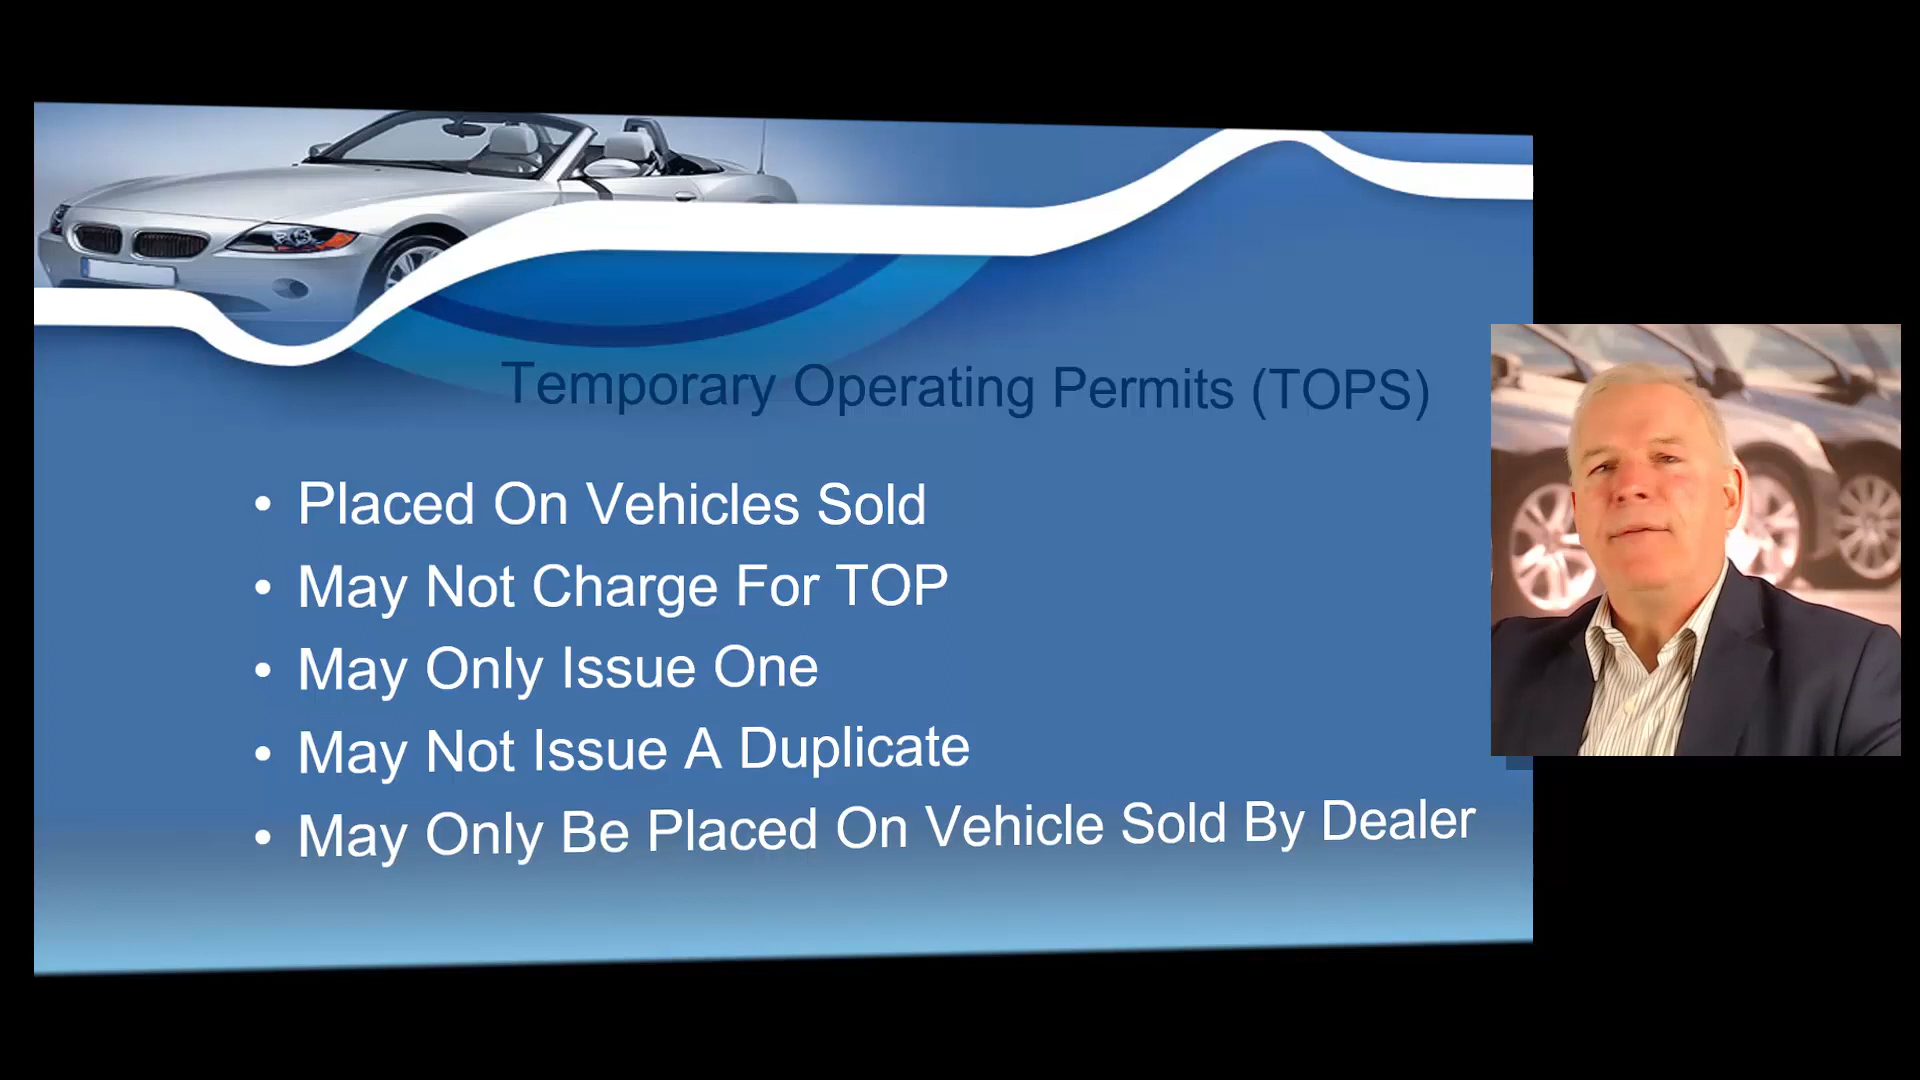 Temporary Operating Permits (TOPS)
• Placed On Vehicles Sold
• May Not Charge For TOP
• May Only Issue One
• May Not Issue A Duplicate
• May Only Be Placed On Vehicle Sold By Dealer